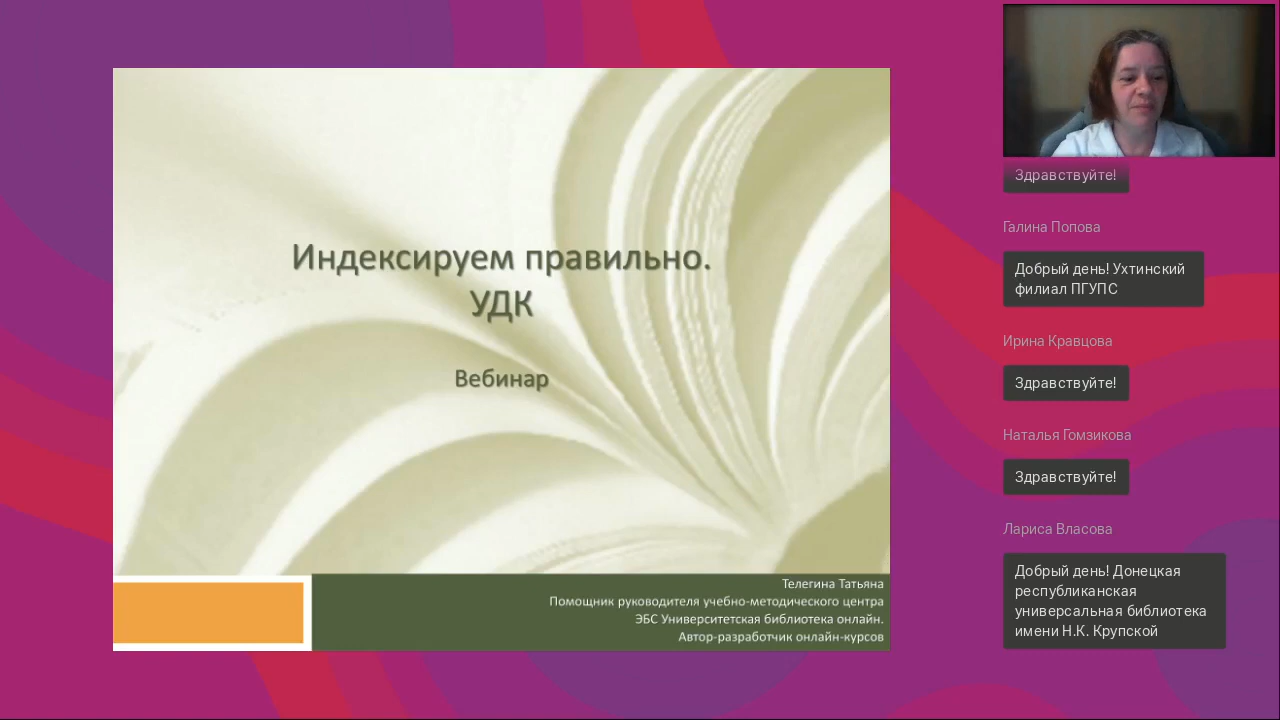 Индексируем правильно.
УДК
Вебинар
Телегина Татьяна
Помощник руководителя учебно-методического центра
ЭБС Университетская библиотека онлайн.
Автор-разработчик онлайн-курсов
Здравствуйте!
Галина Попова
Добрый день! Ухтинский
филиал ПГУПС
Ирина Кравцова
Здравствуйте!
Наталья Гомзикова
Здравствуйте!
Лариса Власова
Добрый день! Донецкая
республиканская
универсальная библиотека
имени Н.К. Крупской